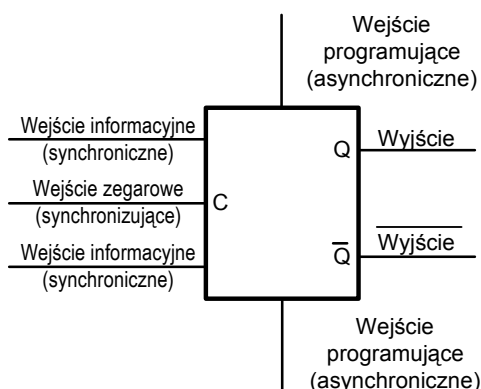 Wejście
programujące
(asynchroniczne)
Wejście informacyjne
(synchroniczne)
Q
Wyjście
Wejście zegarowe
(synchronizujące)
C
Wejście informacyjne
(synchroniczne)
Q̅
Wyjście
Wejście
programujące
(asynchroniczne)